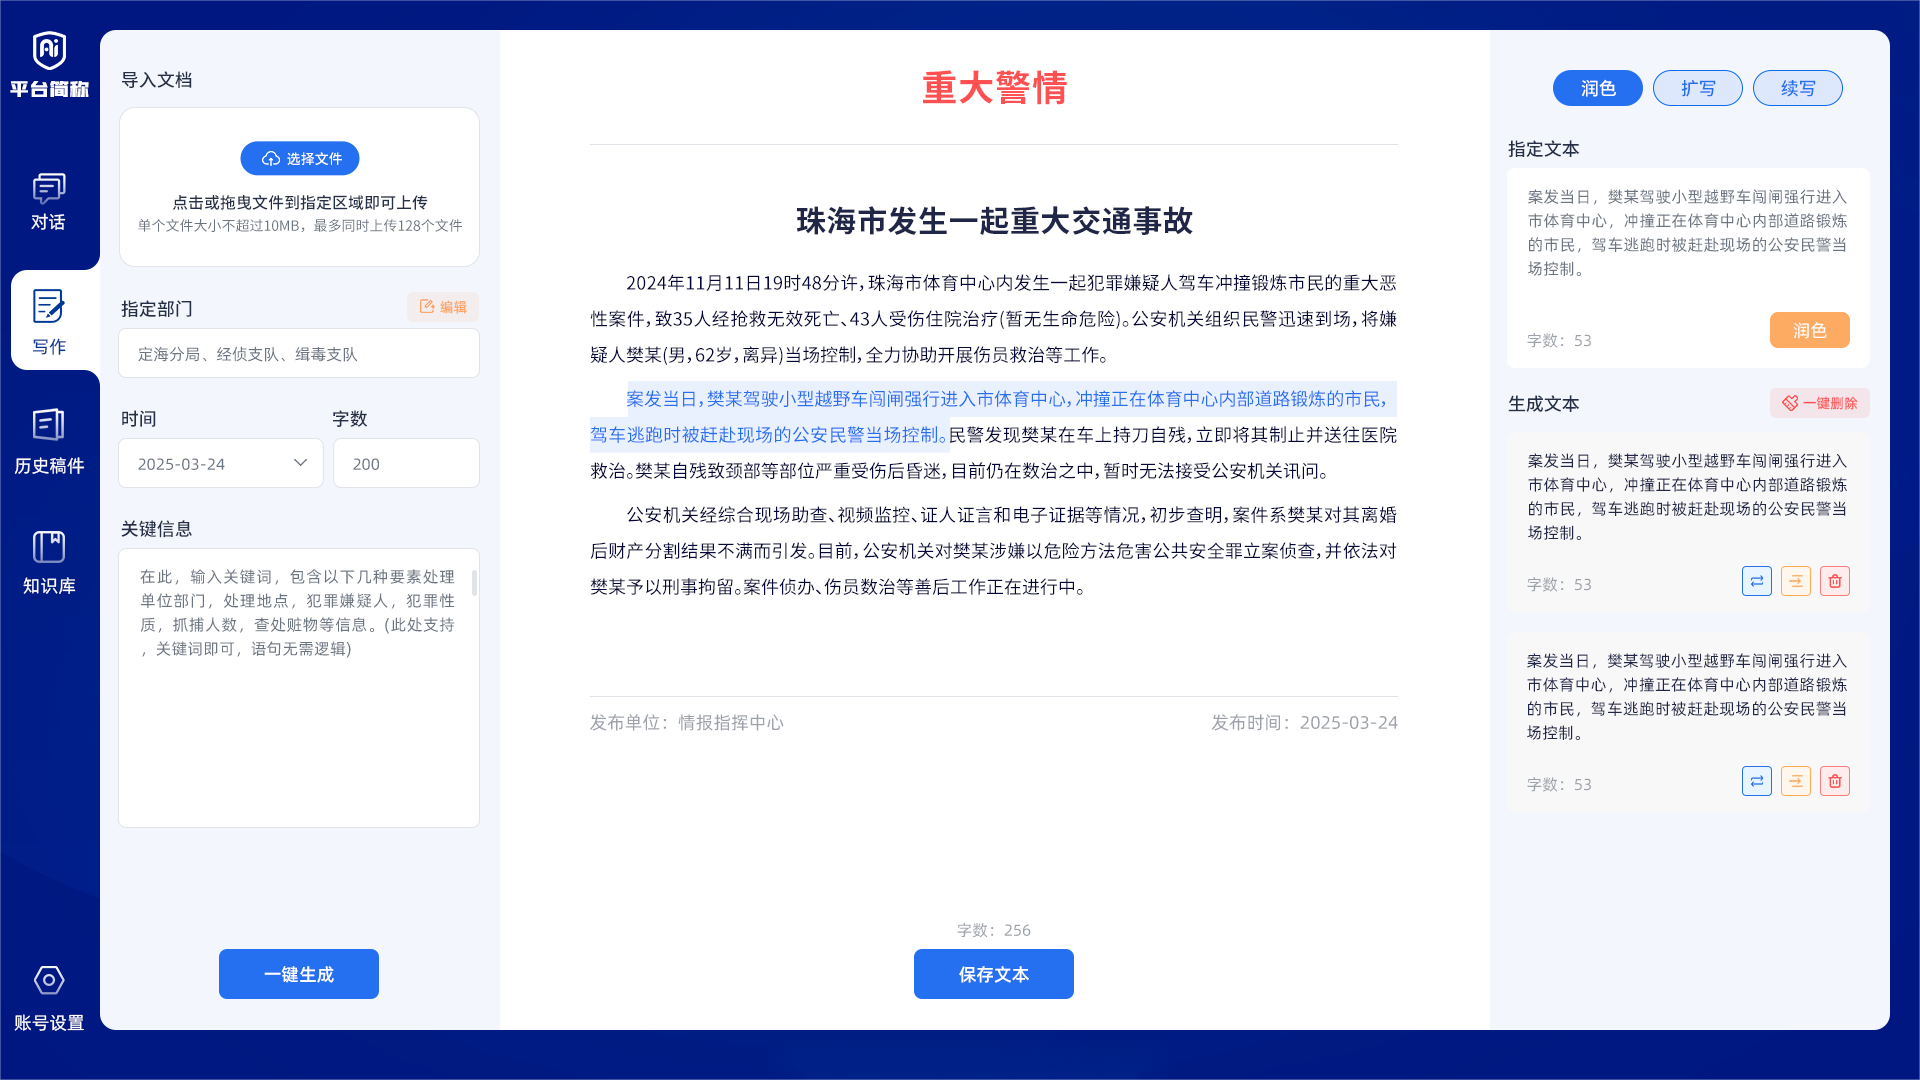 平台简称
对话
写作
历史稿件
知识库
账号设置
导入文档
选择文件
点击或拖曳文件到指定区域即可上传
单个文件大小不超过10MB，最多同时上传128个文件
指定部门
编辑
定海分局、经侦支队、缉毒支队
时间
字数
2025-03-24
200
关键信息
在此，输入关键词，包含以下几种要素处理
单位部门，处理地点，犯罪嫌疑人，犯罪性
质，抓捕人数，查处赃物等信息。(此处支持
，关键词即可，语句无需逻辑)
一键生成
重大警情
珠海市发生一起重大交通事故
2024年11月11日19时48分许，珠海市体育中心内发生一起犯罪嫌疑人驾车冲撞锻炼市民的重大恶
性案件，致35人经抢救无效死亡、43人受伤住院治疗(暂无生命危险)。公安机关组织民警迅速到场，将嫌
疑人樊某(男，62岁，离异)当场控制，全力协助开展伤员救治等工作。
案发当日，樊某驾驶小型越野车闯闸强行进入市体育中心，冲撞正在体育中心内部道路锻炼的市民，
驾车逃跑时被赶赴现场的公安民警当场控制。民警发现樊某在车上持刀自残，立即将其制止并送往医院
救治。樊某自残致颈部等部位严重受伤后昏迷，目前仍在数治之中，暂时无法接受公安机关讯问。
公安机关经综合现场助查、视频监控、证人证言和电子证据等情况，初步查明，案件系樊某对其离婚
后财产分割结果不满而引发。目前，公安机关对樊某涉嫌以危险方法危害公共安全罪立案侦查，并依法对
樊某予以刑事拘留。案件侦办、伤员数治等善后工作正在进行中。
发布单位：情报指挥中心
发布时间：2025-03-24
字数：256
保存文本
润色
扩写
续写
指定文本
案发当日，樊某驾驶小型越野车闯闸强行进入
市体育中心，冲撞正在体育中心内部道路锻炼
的市民，驾车逃跑时被赶赴现场的公安民警当
场控制。
字数：53
润色
生成文本
一键删除
案发当日，樊某驾驶小型越野车闯闸强行进入
市体育中心，冲撞正在体育中心内部道路锻炼
的市民，驾车逃跑时被赶赴现场的公安民警当
场控制。
字数：53
案发当日，樊某驾驶小型越野车闯闸强行进入
市体育中心，冲撞正在体育中心内部道路锻炼
的市民，驾车逃跑时被赶赴现场的公安民警当
场控制。
字数：53